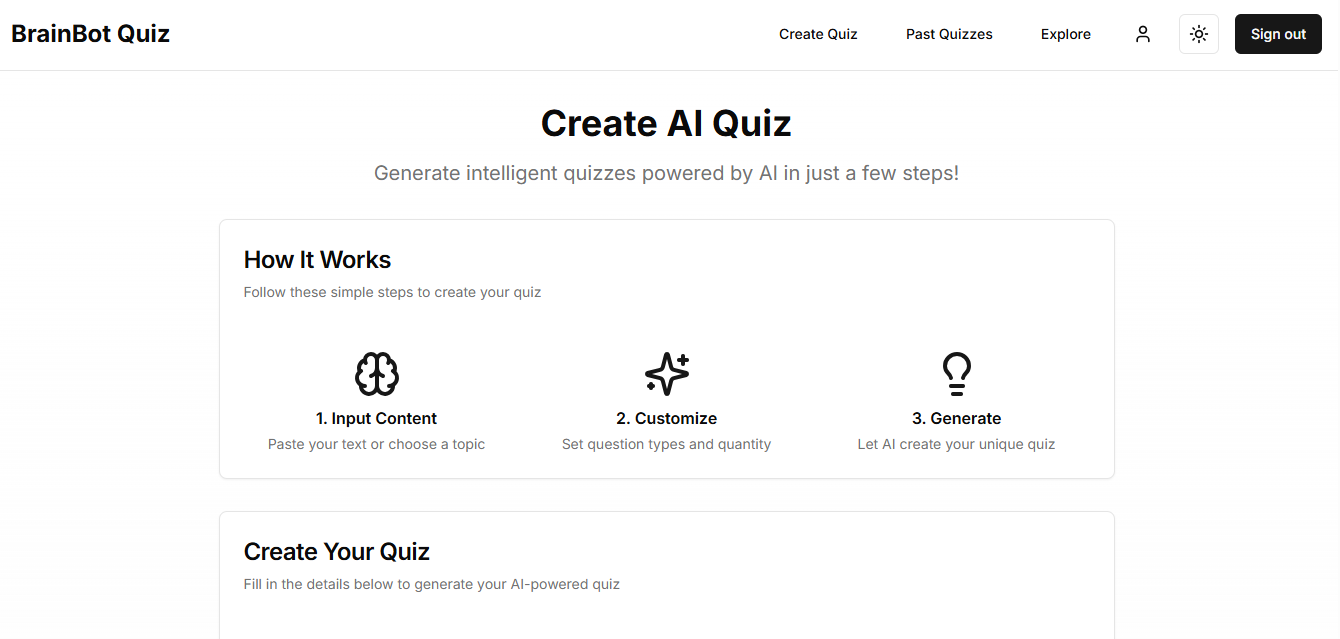 BrainBot Quiz
Create Quiz
Past Quizzes
Explore
Sign out
Create AI Quiz
Generate intelligent quizzes powered by AI in just a few steps!
How It Works
Follow these simple steps to create your quiz
1. Input Content
Paste your text or choose a topic
2. Customize
Set question types and quantity
3. Generate
Let AI create your unique quiz
Create Your Quiz
Fill in the details below to generate your AI-powered quiz